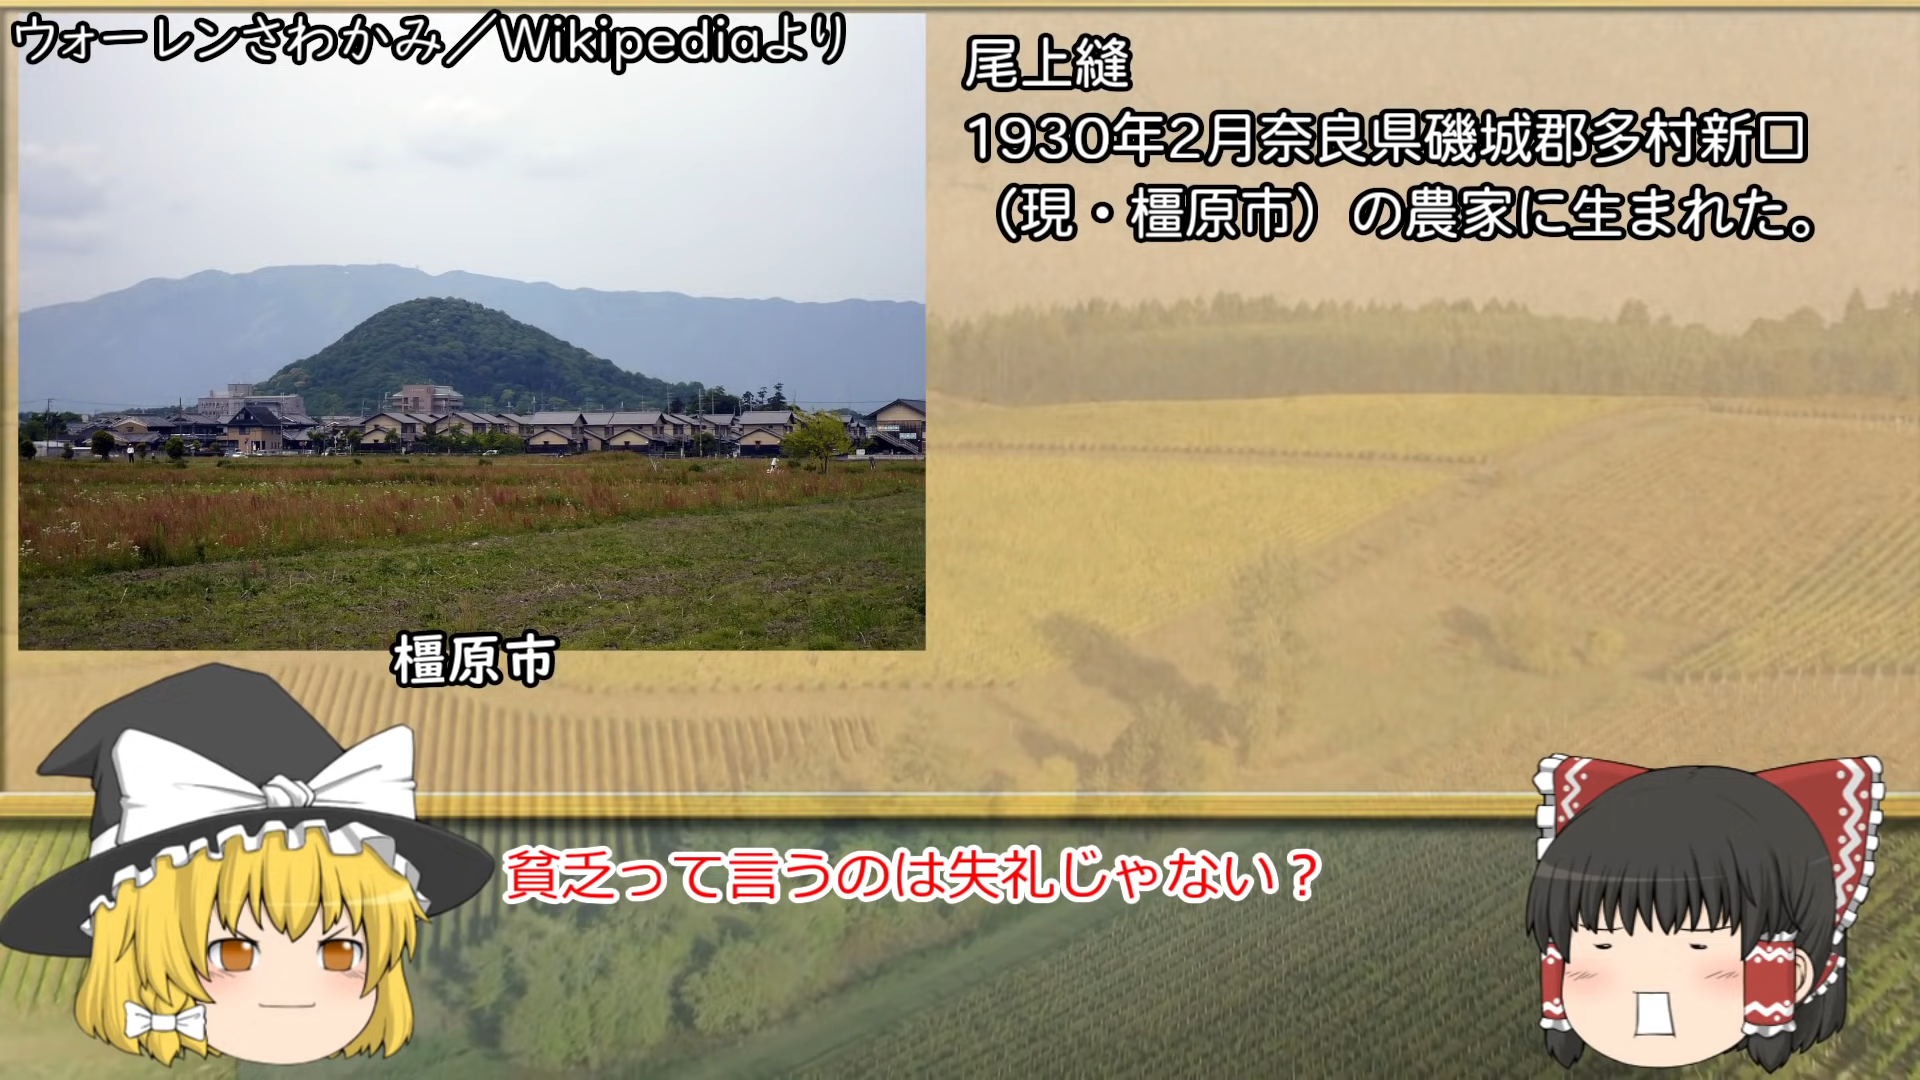 ウォーレンさわかみ／Wikipediaより
尾上縫
1930年2月奈良県磯城郡多村新口
（現・橿原市）の農家に生まれた。
橿原市
貧乏って言うのは失礼じゃない？